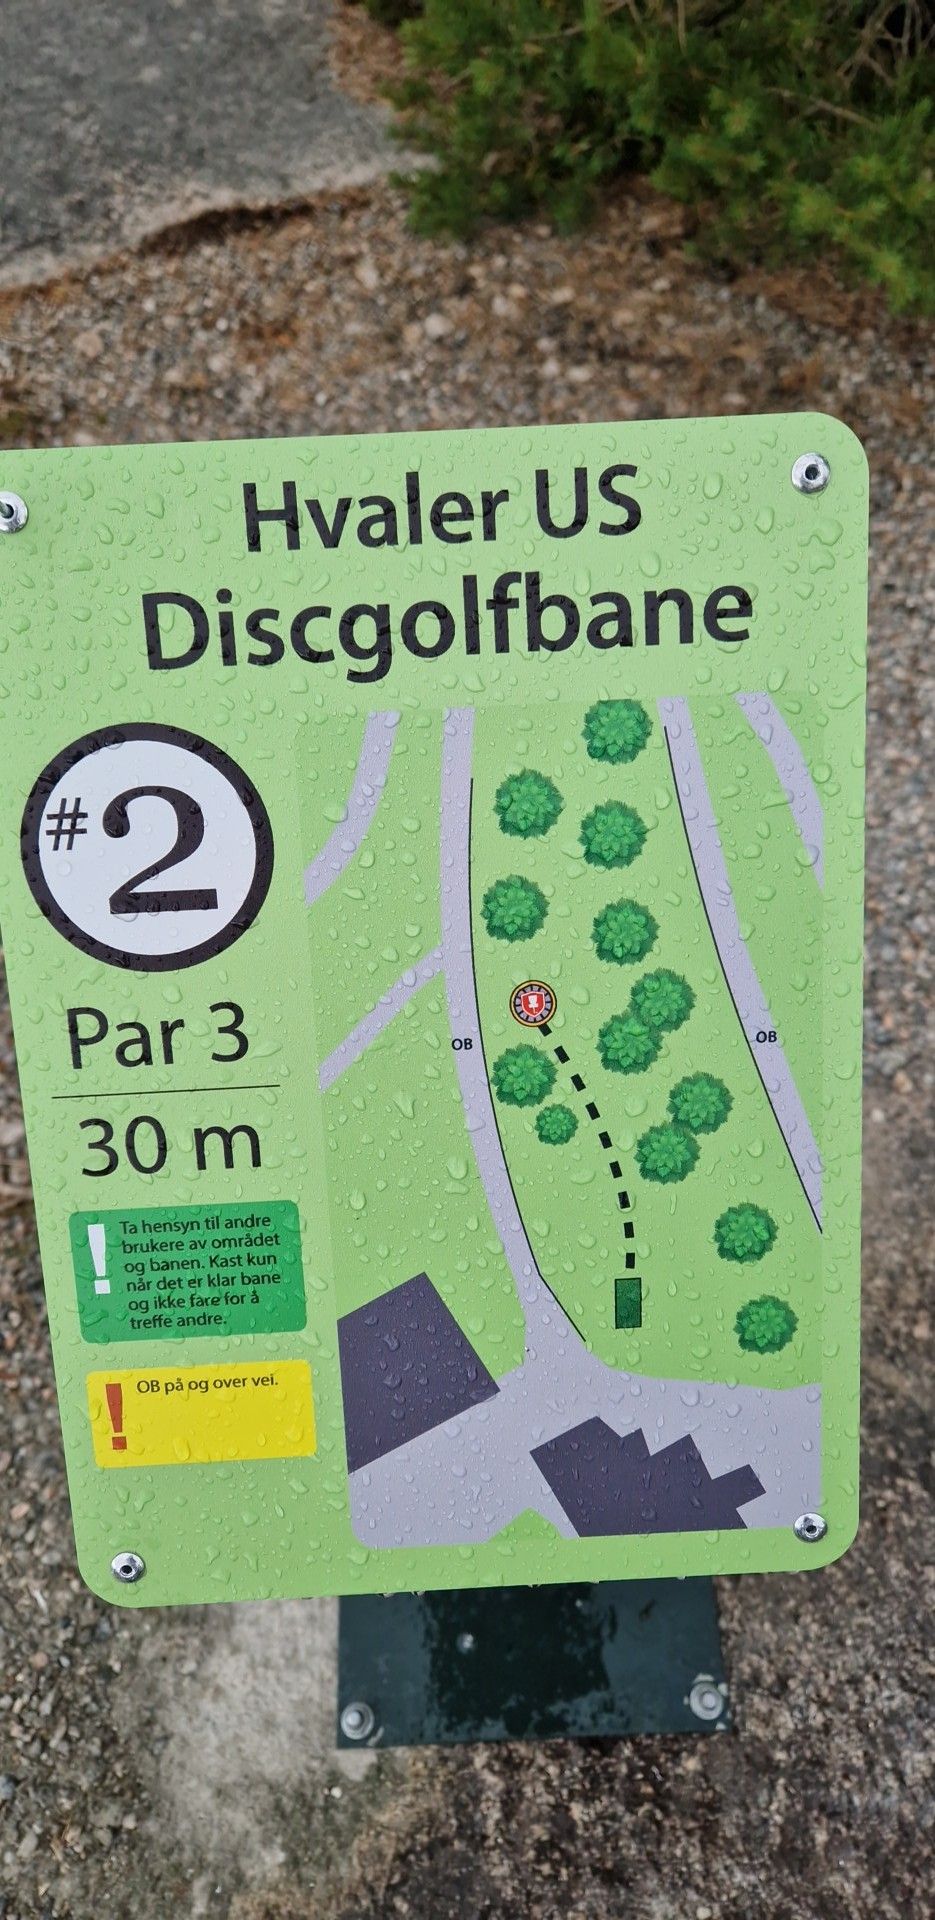 Hvaler US
Discgolfbane
#2
Par 3
30 m
! Ta hensyn til andre
brukere av området
og banen. Kast kun
når det er klar bane
og ikke fare for å
treffe andre.
! OB på og over vei.
OB
OB